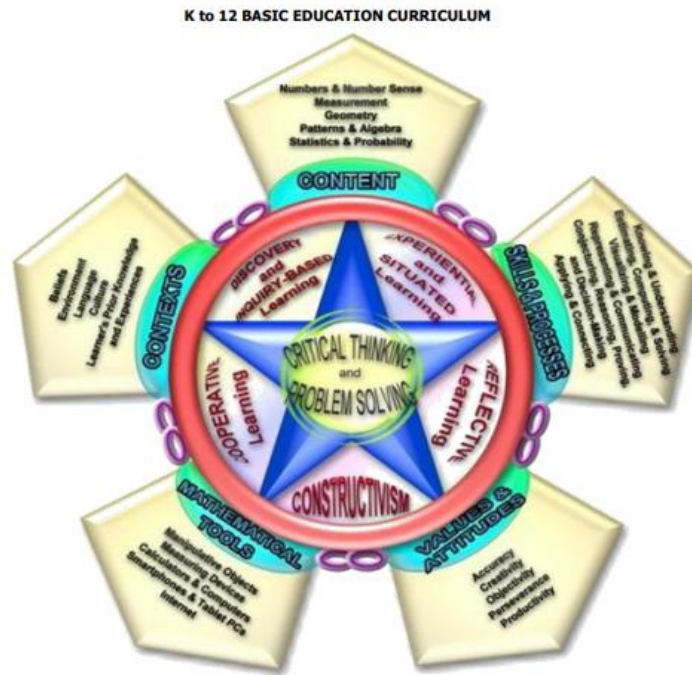 K to 12 BASIC EDUCATION CURRICULUM
Numbers & Number Sense
Measurement
Geometry
Patterns & Algebra
Statistics & Probability
CONTENT
Knowing & Understanding
Estimating, Computing, & Solving
Visualizing & Modeling
Representing & Communicating
Conjecturing, Reasoning, Proving,
and Decision-Making
Applying & Connecting
SKILLS & PROCESSES
Accuracy
Creativity
Objectivity
Perseverance
Productivity
VALUES &
ATTITUDES
Manipulative Objects
Measuring Devices
Calculators & Computers
Smartphones & Tablet PCs
Internet
MATHEMATICAL
TOOLS
Beliefs
Environment
Language
Culture
Learner's Prior Knowledge
and Experiences
CONTEXTS
DISCOVERY
and
INQUIRY-BASED
Learning
EXPERIENTIAL
and
SITUATED
Learning
REFLECTIVE
Learning
CONSTRUCTIVISM
COOPERATIVE
Learning
CRITICAL THINKING
and
PROBLEM SOLVING